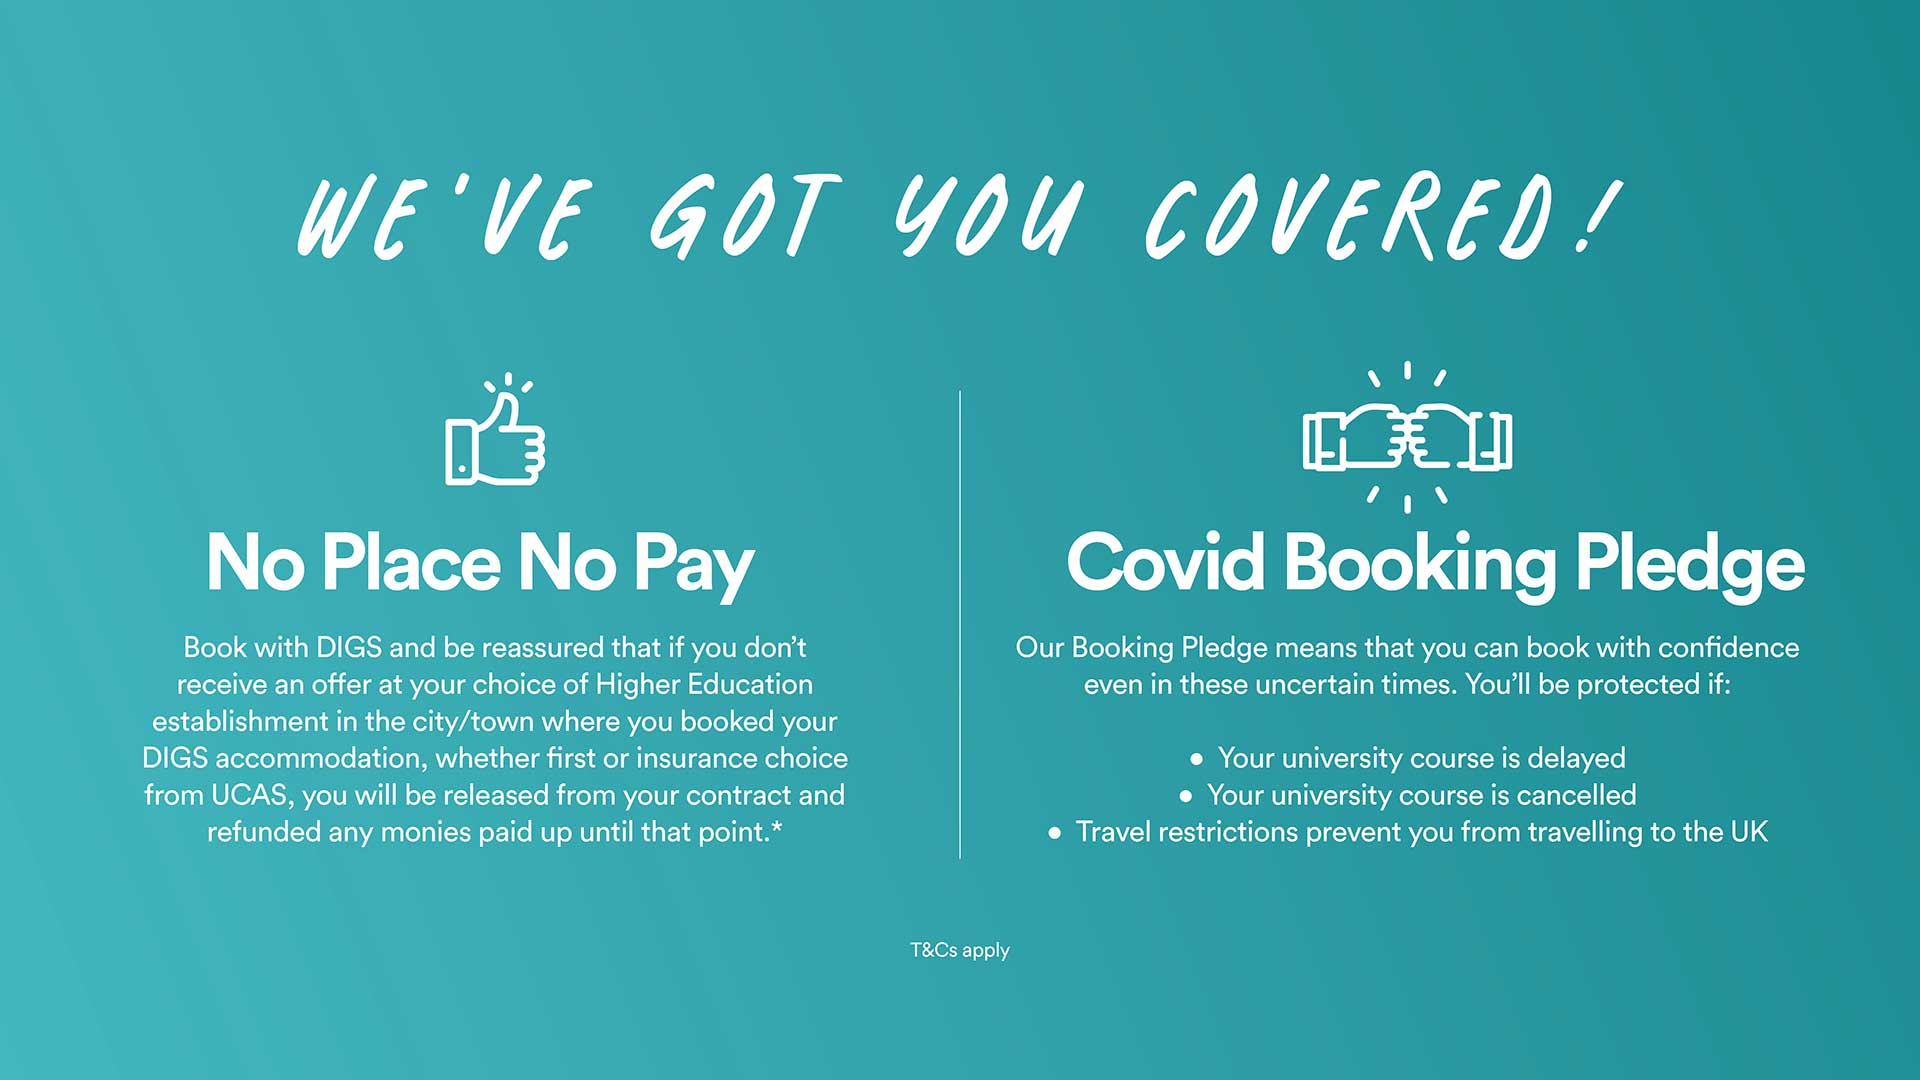 WE'VE GOT YOU COVERED!
No Place No Pay
Book with DIGS and be reassured that if you don’t
receive an offer at your choice of Higher Education
establishment in the city/town where you booked your
DIGS accommodation, whether first or insurance choice
from UCAS, you will be released from your contract and
refunded any monies paid up until that point.*
Covid Booking Pledge
Our Booking Pledge means that you can book with confidence
even in these uncertain times. You’ll be protected if:
• Your university course is delayed
• Your university course is cancelled
• Travel restrictions prevent you from travelling to the UK
T&Cs apply